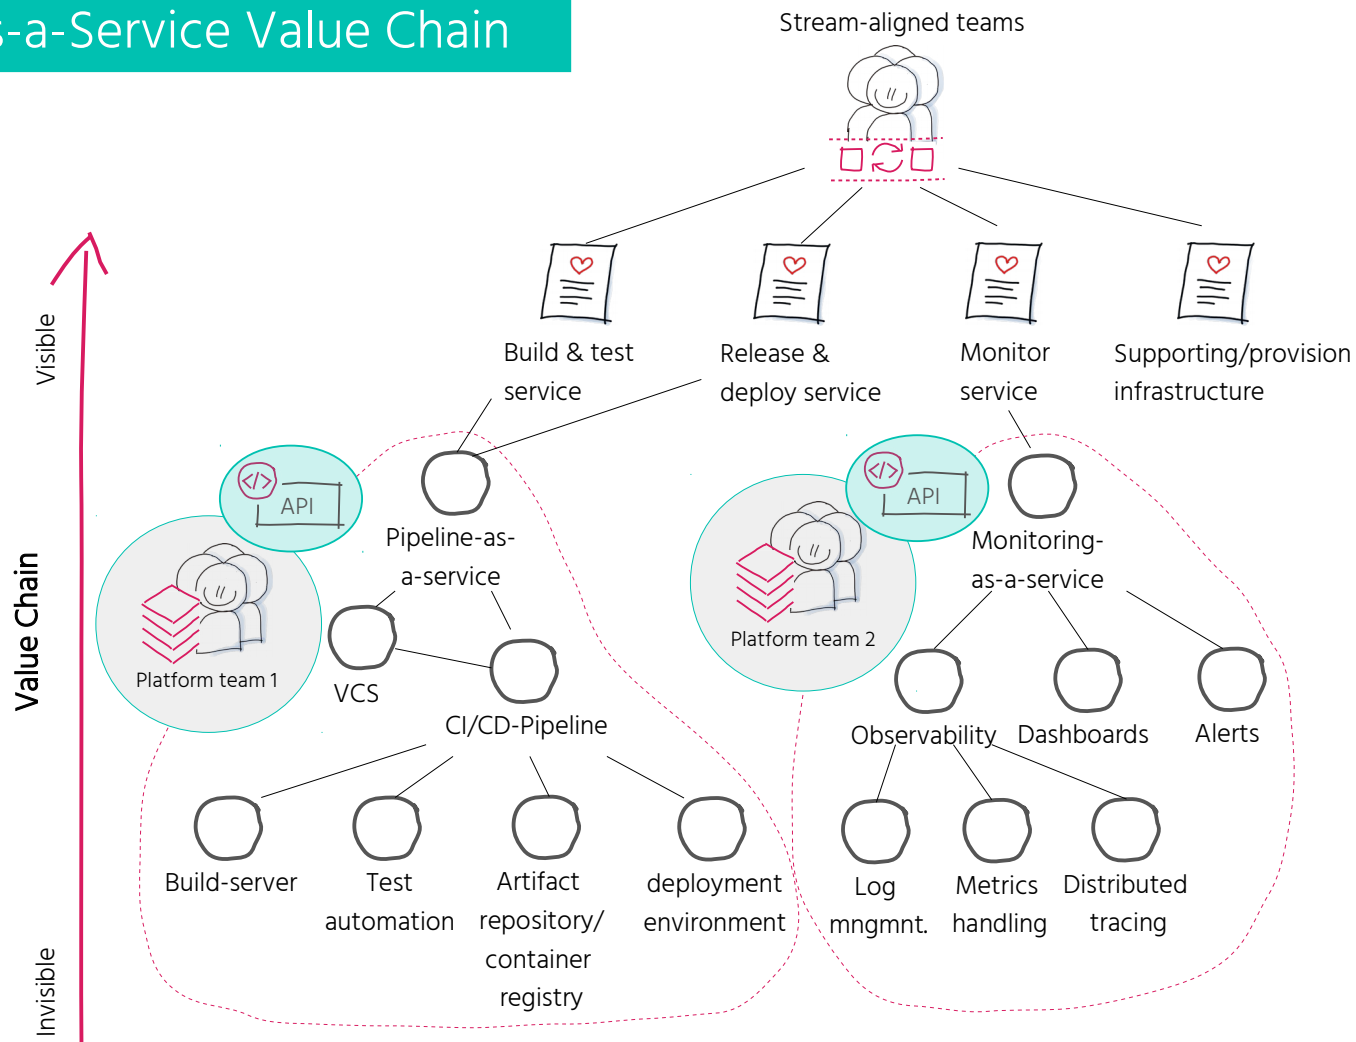 s-a-Service Value Chain
Stream-aligned teams
Visible
Build & test
service
Release &
deploy service
Monitor
service
Supporting/provision
infrastructure
</>
API
</>
API
Pipeline-as-
a-service
Monitoring-
as-a-service
Value Chain
Platform team 1
Platform team 2
VCS
CI/CD-Pipeline
Observability
Dashboards
Alerts
Build-server
Test
automation
Artifact
repository/
container
registry
deployment
environment
Log
mngmnt.
Metrics
handling
Distributed
tracing
Invisible